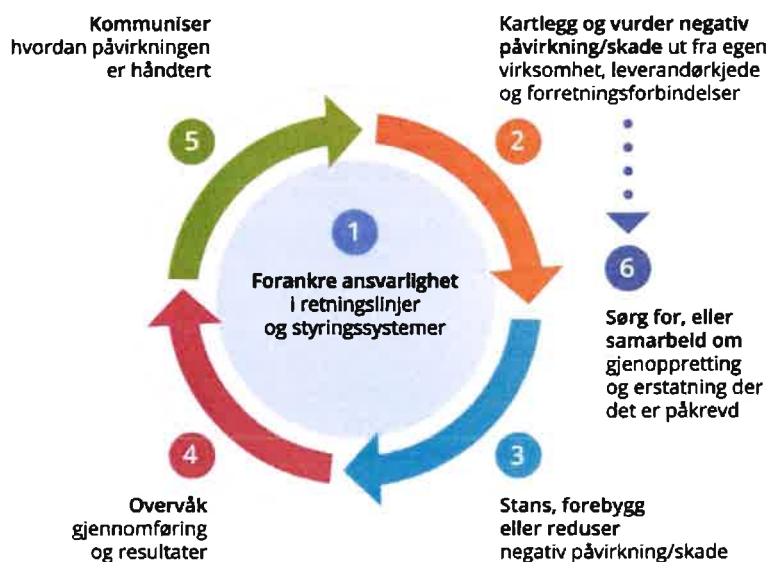 Kommuniser
hvordan påvirkningen
er håndtert
5
Kartlegg og vurder negativ
påvirkning/skade ut fra egen
virksomhet, leverandørkjede
og forretningsforbindelser
2
1
Forankre ansvarlighet
i retningslinjer
og styringssystemer
6
Sørg for, eller
samarbeid om
gjenoppretting
og erstatning der
det er påkrevd
4
Overvåk
gjennomføring
og resultater
3
Stans, forebygg
eller reduser
negativ påvirkning/skade